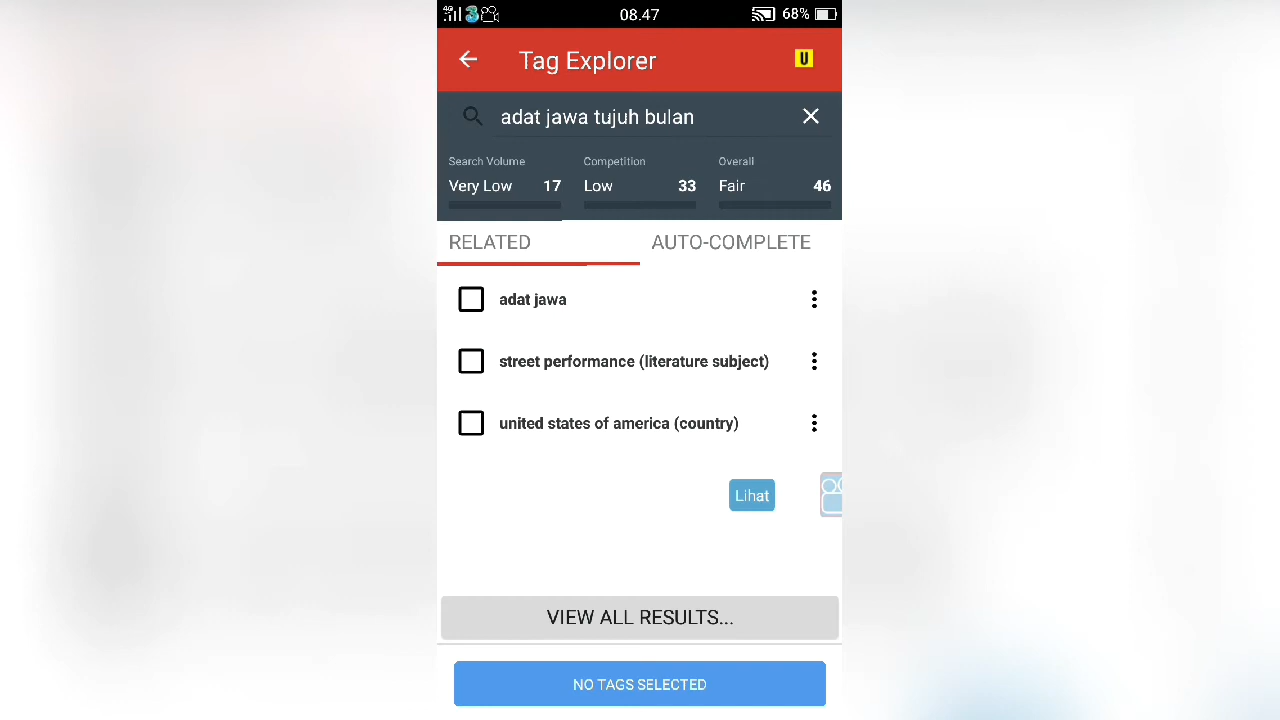 4G 08.47 68%
Tag Explorer U
adat jawa tujuh bulan
Search Volume Competition Overall
Very Low 17 Low 33 Fair 46
RELATED AUTO-COMPLETE
adat jawa
street performance (literature subject)
united states of america (country)
Lihat
VIEW ALL RESULTS...
NO TAGS SELECTED